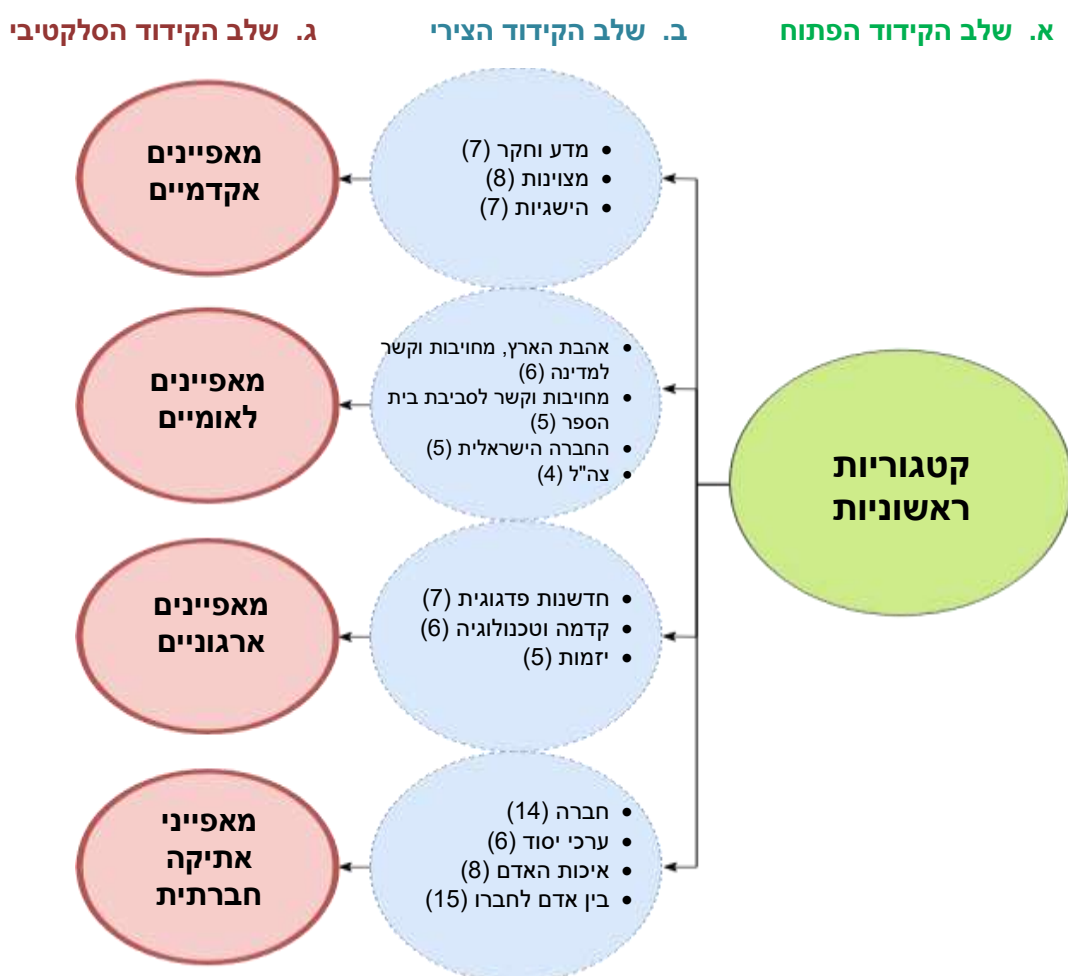 א. שלב הקידוד הפתוח
ב. שלב הקידוד הצירי
ג. שלב הקידוד הסלקטיבי
קטגוריות
ראשוניות
• מדע וחקר (7)
• מצוינות (8)
• הישגיות (7)
מאפיינים
אקדמיים
• אהבת הארץ, מחויבות וקשר
למדינה (6)
• מחויבות וקשר לסביבת בית
הספר (5)
• החברה הישראלית (5)
• צה"ל (4)
מאפיינים
לאומיים
• חדשנות פדגוגית (7)
• קדמה וטכנולוגיה (6)
• יזמות (5)
מאפיינים
ארגוניים
• חברה (14)
• ערכי יסוד (6)
• איכות האדם (8)
• בין אדם לחברו (15)
מאפייני
אתיקה
חברתית